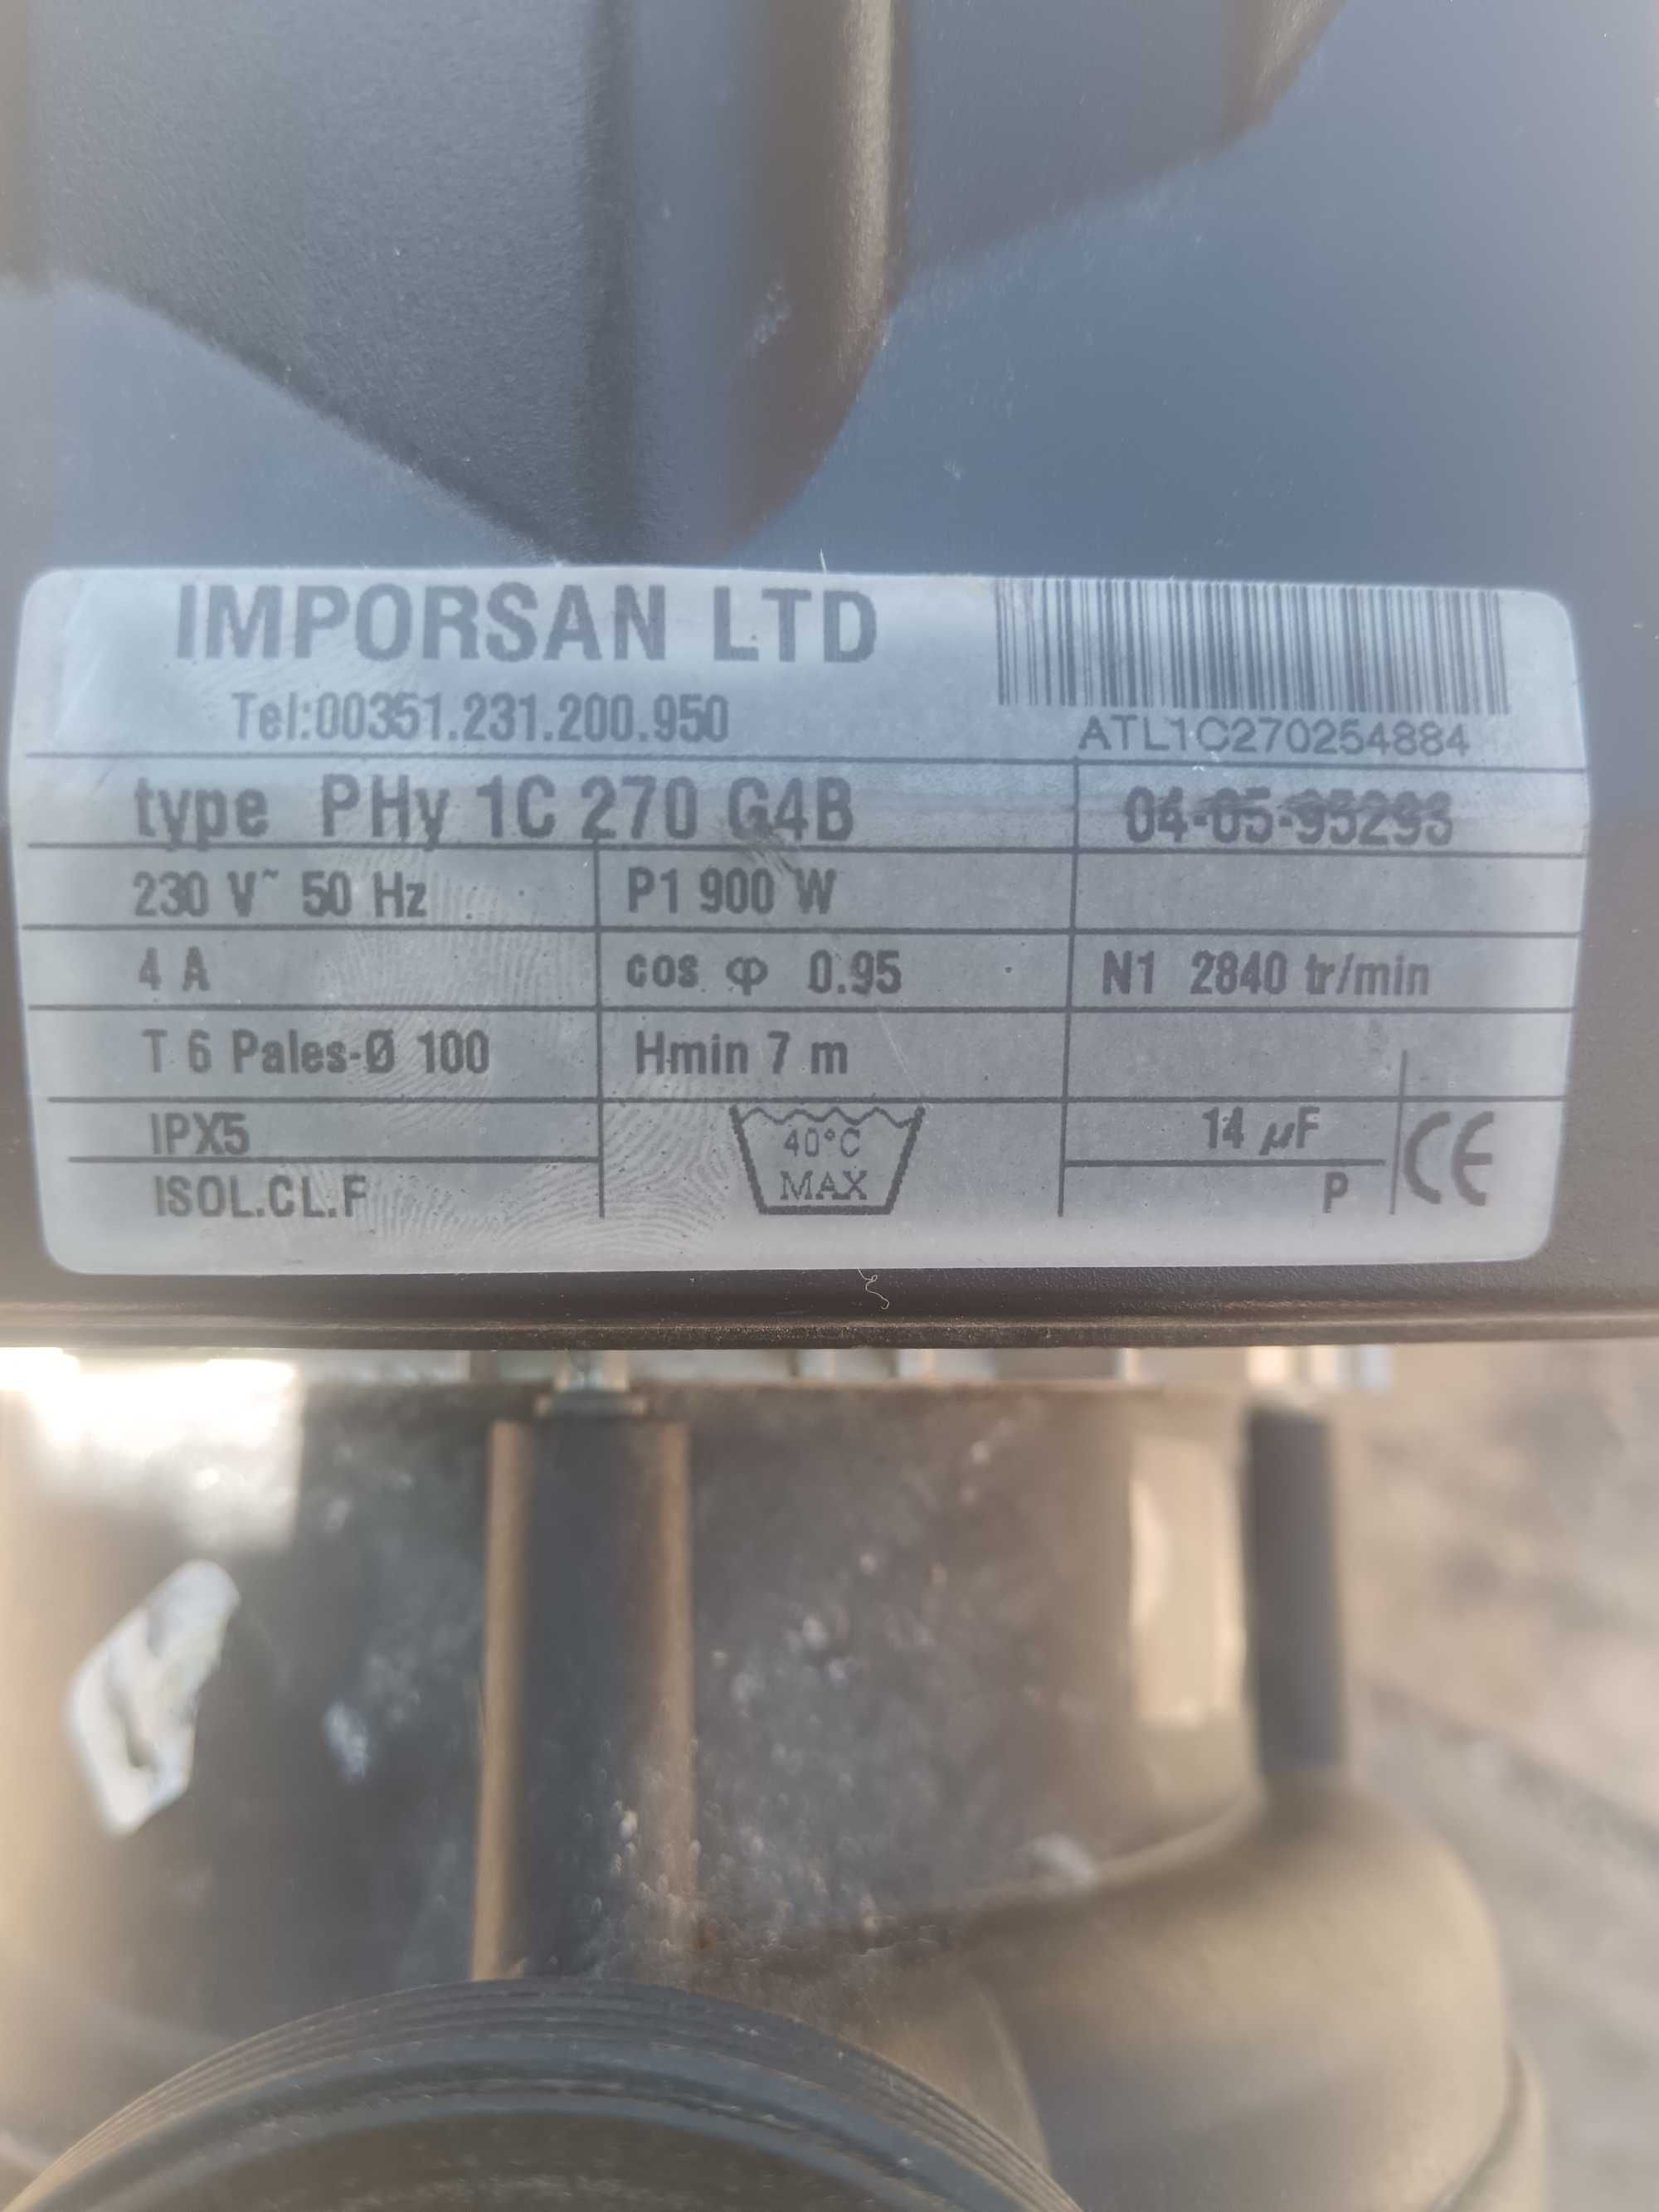 IMPORSAN LTD
Tel:00351.231.200.950
ATL1C270254884
type PHy 1C 270 G4B
04-05-95293
230 V~ 50 Hz
P1 900 W
4 A
cos φ 0.95
N1 2840 tr/min
T 6 Pales-Ø 100
Hmin 7 m
IPX5
40°C
MAX
14 µF
CE
ISOL.CL.F
P